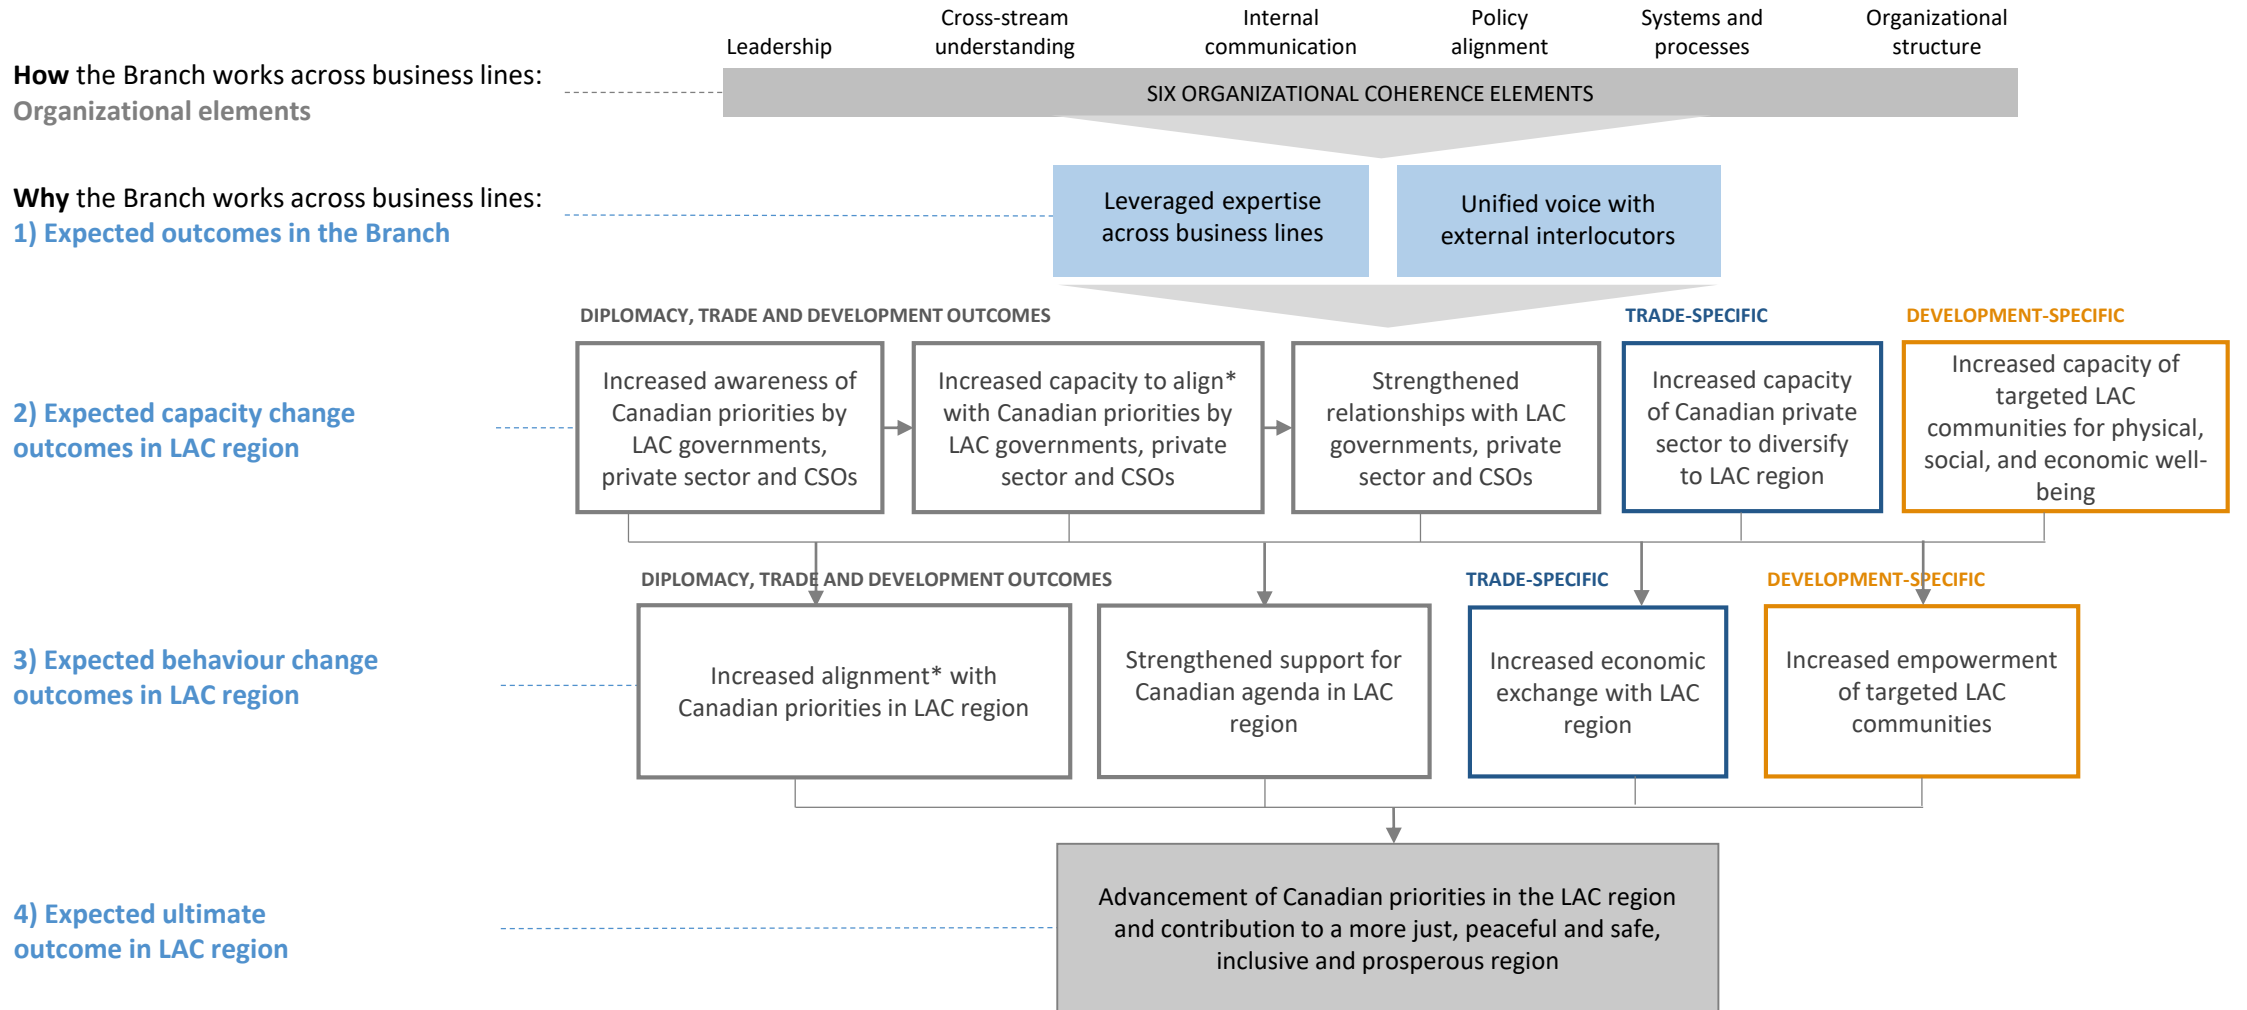 Leadership
Cross-stream
understanding
Internal
communication
Policy
alignment
Systems and
processes
Organizational
structure
How the Branch works across business lines:
Organizational elements
SIX ORGANIZATIONAL COHERENCE ELEMENTS
Why the Branch works across business lines:
1) Expected outcomes in the Branch
Leveraged expertise
across business lines
Unified voice with
external interlocutors
DIPLOMACY, TRADE AND DEVELOPMENT OUTCOMES
TRADE-SPECIFIC
DEVELOPMENT-SPECIFIC
2) Expected capacity change
outcomes in LAC region
Increased awareness of
Canadian priorities by
LAC governments,
private sector and CSOs
Increased capacity to align*
with Canadian priorities by
LAC governments, private
sector and CSOs
Strengthened
relationships with LAC
governments, private
sector and CSOs
Increased capacity
of Canadian private
sector to diversify
to LAC region
Increased capacity of
targeted LAC
communities for physical,
social, and economic well-
being
DIPLOMACY, TRADE AND DEVELOPMENT OUTCOMES
TRADE-SPECIFIC
DEVELOPMENT-SPECIFIC
3) Expected behaviour change
outcomes in LAC region
Increased alignment* with
Canadian priorities in LAC region
Strengthened support for
Canadian agenda in LAC
region
Increased economic
exchange with LAC
region
Increased empowerment
of targeted LAC
communities
4) Expected ultimate
outcome in LAC region
Advancement of Canadian priorities in the LAC region
and contribution to a more just, peaceful and safe,
inclusive and prosperous region